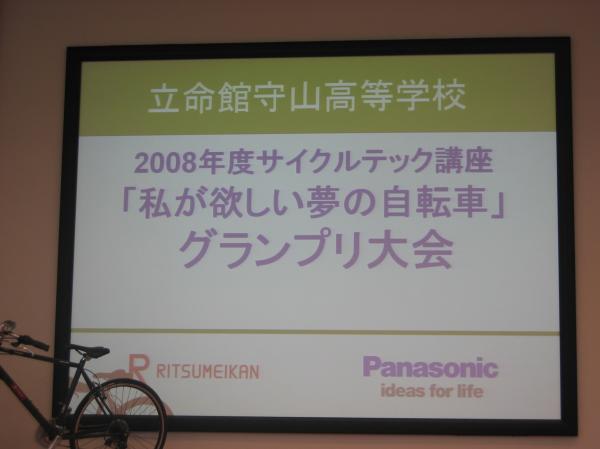 立命館守山高等学校
2008年度サイクルテック講座
「私が欲しい夢の自転車」
グランプリ大会
R RITSUMEIKAN
Panasonic
ideas for life